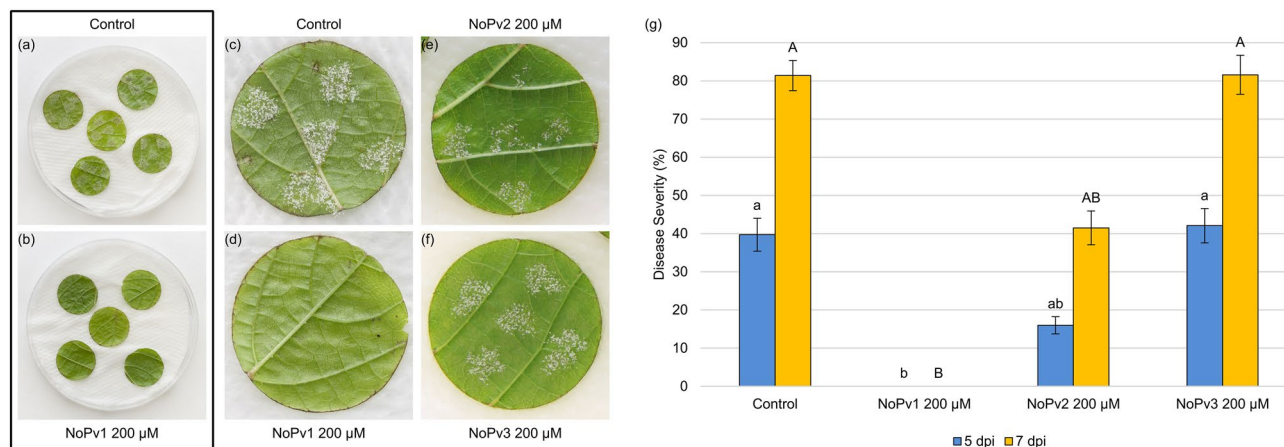 Control
(a)
(b)
NoPv1 200 µM
Control
NoPv2 200 µM
(c)
(e)
(d)
(f)
NoPv1 200 µM
NoPv3 200 µM
(g)
Disease Severity (%)
90
80
70
60
50
40
30
20
10
0
a
A
b
B
ab
AB
a
A
Control
NoPv1 200 µM
NoPv2 200 µM
NoPv3 200 µM
5 dpi
7 dpi